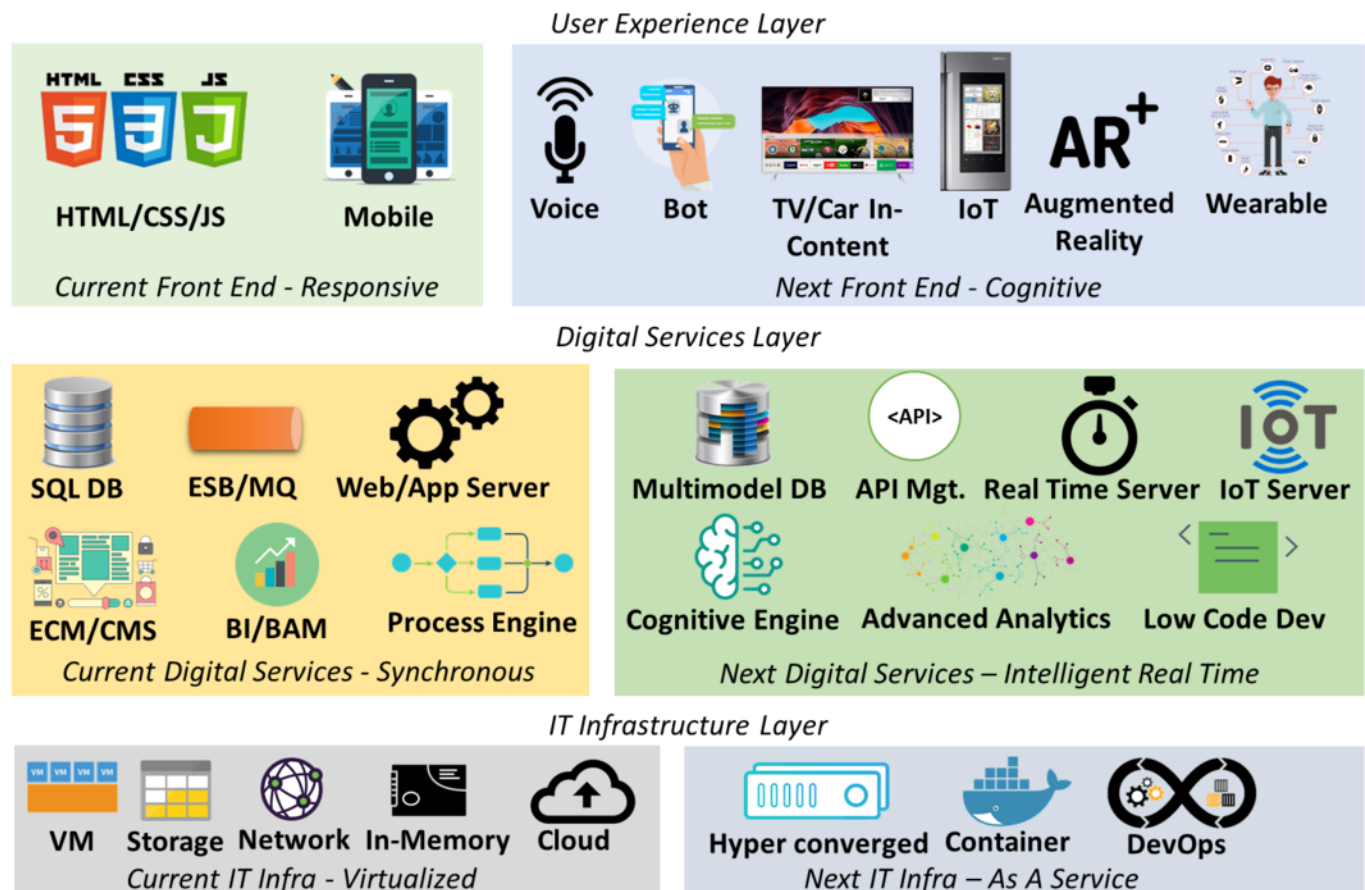 User Experience Layer
HTML CSS JS
5 3
HTML/CSS/JS
Mobile
Voice
Bot
TV/Car In-
Content
IoT
AR+
Augmented
Reality
Wearable
Current Front End - Responsive
Next Front End - Cognitive
Digital Services Layer
SQL DB
ESB/MQ
Web/App Server
ECM/CMS
BI/BAM
Process Engine
Current Digital Services - Synchronous
<API>
IoT
Multimodel DB
API Mgt.
Real Time Server
IoT Server
Cognitive Engine
Advanced Analytics
Low Code Dev
Next Digital Services – Intelligent Real Time
IT Infrastructure Layer
VM VM VM VM
VM
Storage
Network
In-Memory
Cloud
Current IT Infra - Virtualized
Hyper converged
Container
DevOps
Next IT Infra – As A Service